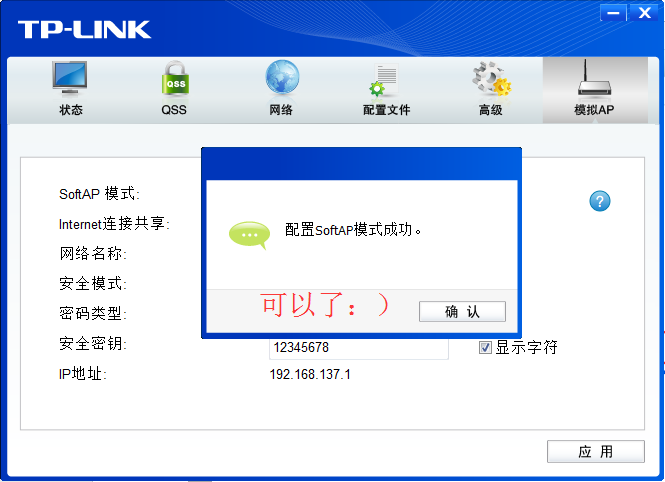 TP-LINK
状态
QSS
QSS
网络
配置文件
高级
模拟AP
SoftAP 模式:
Internet连接共享:
网络名称:
安全模式:
密码类型:
安全密钥:
12345678
显示字符
IP地址:
192.168.137.1
配置SoftAP模式成功。
可以了：）
确 认
应 用